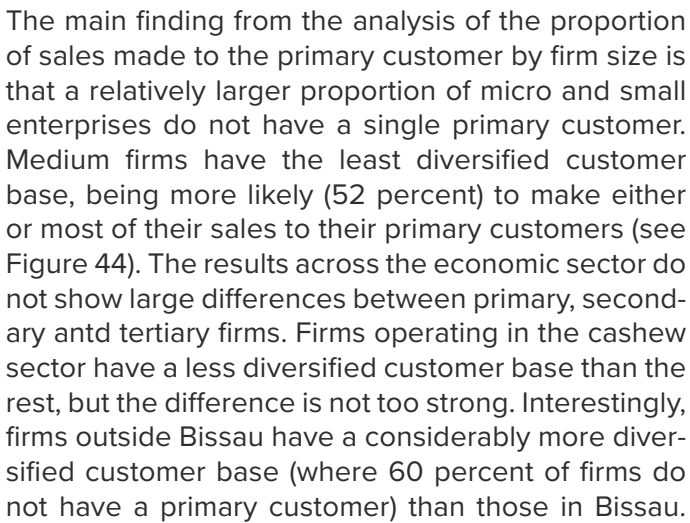 The main finding from the analysis of the proportion
of sales made to the primary customer by firm size is
that a relatively larger proportion of micro and small
enterprises do not have a single primary customer.
Medium firms have the least diversified customer
base, being more likely (52 percent) to make either
or most of their sales to their primary customers (see
Figure 44). The results across the economic sector do
not show large differences between primary, second-
ary antd tertiary firms. Firms operating in the cashew
sector have a less diversified customer base than the
rest, but the difference is not too strong. Interestingly,
firms outside Bissau have a considerably more diver-
sified customer base (where 60 percent of firms do
not have a primary customer) than those in Bissau.